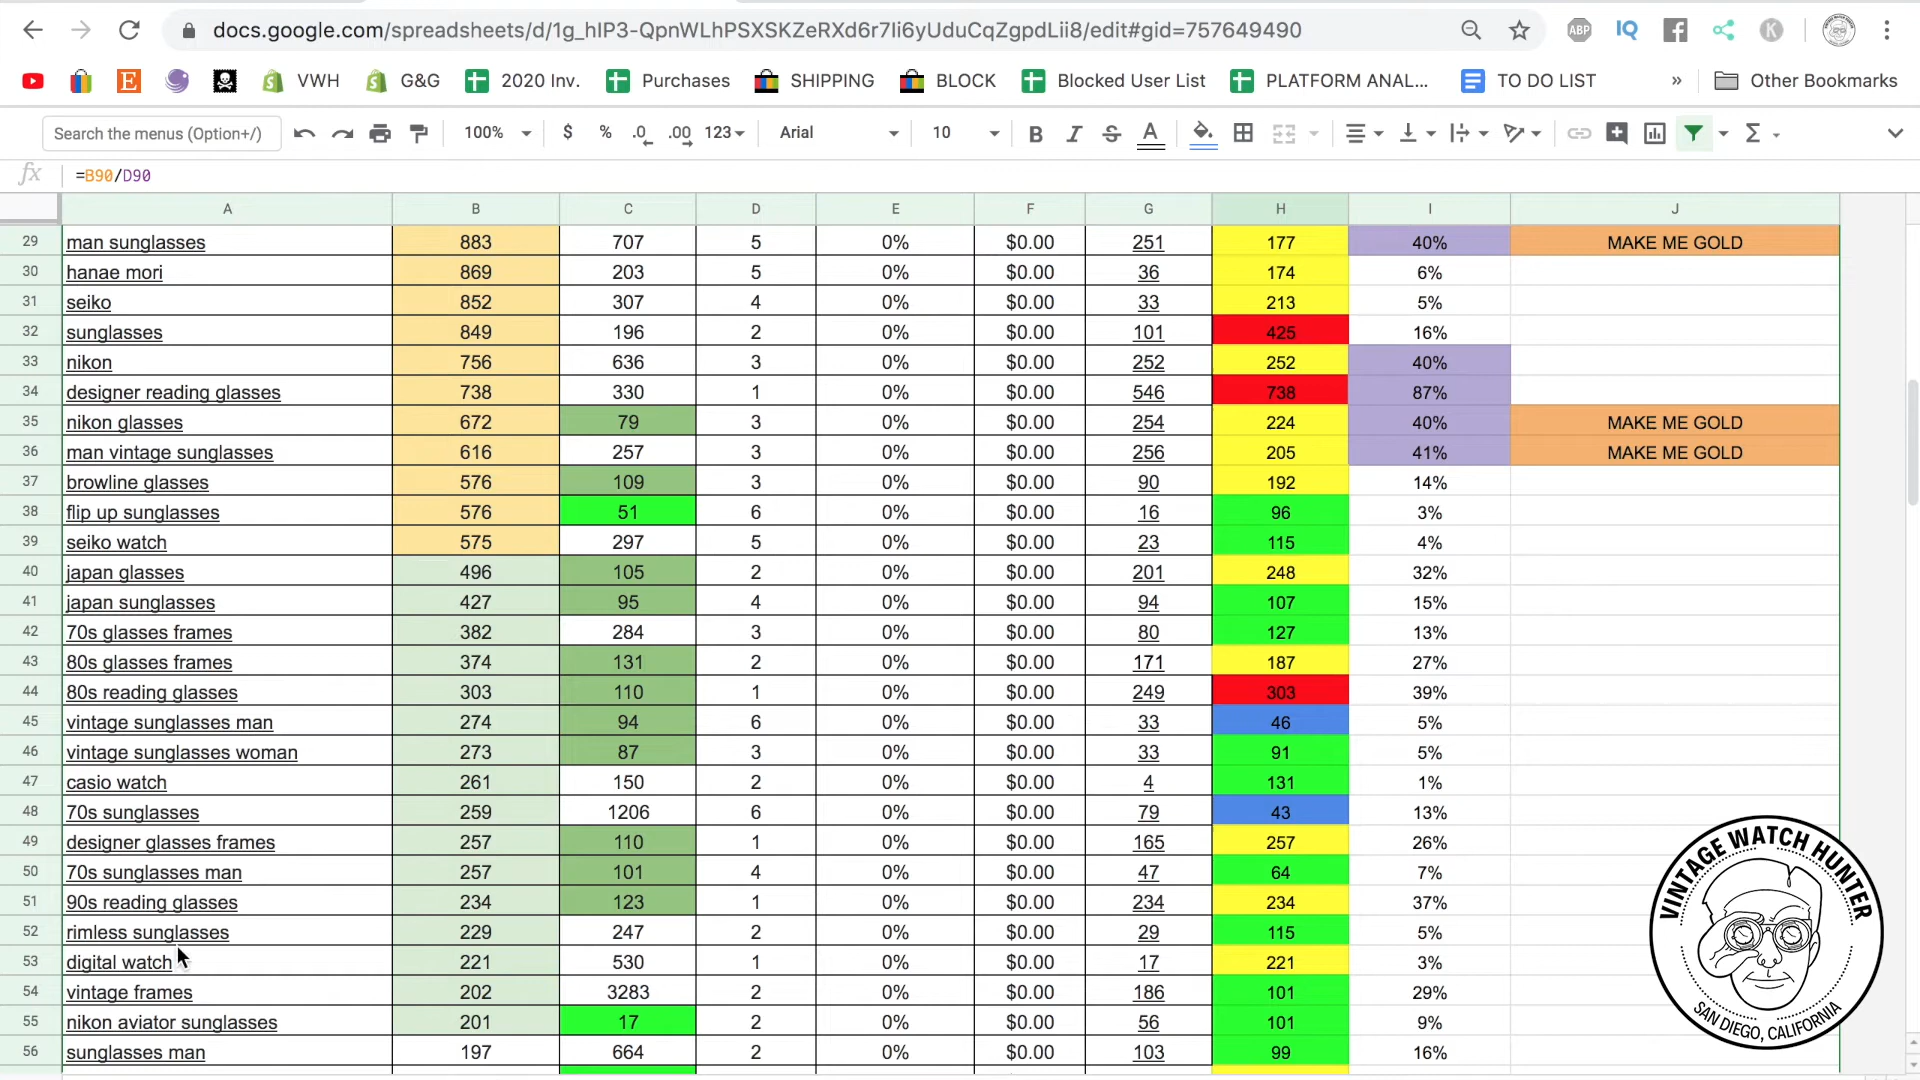 docs.google.com/spreadsheets/d/1g_hIP3-QpnWLhPSXSKZeRXd6r7Ii6yUduCqZgpdLii8/edit#gid=757649490
ABP IQ K
VWH G&G 2020 Inv. Purchases SHIPPING BLOCK Blocked User List PLATFORM ANAL... TO DO LIST » Other Bookmarks
Search the menus (Option+/) 100% $ % .0 .00 123 Arial 10 B I S A Σ
fx =B90/D90
A B C D E F G H I J
29 man sunglasses 883 707 5 0% $0.00 251 177 40% MAKE ME GOLD
30 hanae mori 869 203 5 0% $0.00 36 174 6%
31 seiko 852 307 4 0% $0.00 33 213 5%
32 sunglasses 849 196 2 0% $0.00 101 425 16%
33 nikon 756 636 3 0% $0.00 252 252 40%
34 designer reading glasses 738 330 1 0% $0.00 546 738 87%
35 nikon glasses 672 79 3 0% $0.00 254 224 40% MAKE ME GOLD
36 man vintage sunglasses 616 257 3 0% $0.00 256 205 41% MAKE ME GOLD
37 browline glasses 576 109 3 0% $0.00 90 192 14%
38 flip up sunglasses 576 51 6 0% $0.00 16 96 3%
39 seiko watch 575 297 5 0% $0.00 23 115 4%
40 japan glasses 496 105 2 0% $0.00 201 248 32%
41 japan sunglasses 427 95 4 0% $0.00 94 107 15%
42 70s glasses frames 382 284 3 0% $0.00 80 127 13%
43 80s glasses frames 374 131 2 0% $0.00 171 187 27%
44 80s reading glasses 303 110 1 0% $0.00 249 303 39%
45 vintage sunglasses man 274 94 6 0% $0.00 33 46 5%
46 vintage sunglasses woman 273 87 3 0% $0.00 33 91 5%
47 casio watch 261 150 2 0% $0.00 4 131 1%
48 70s sunglasses 259 1206 6 0% $0.00 79 43 13%
49 designer glasses frames 257 110 1 0% $0.00 165 257 26%
50 70s sunglasses man 257 101 4 0% $0.00 47 64 7%
51 90s reading glasses 234 123 1 0% $0.00 234 234 37%
52 rimless sunglasses 229 247 2 0% $0.00 29 115 5%
53 digital watch 221 530 1 0% $0.00 17 221 3%
54 vintage frames 202 3283 2 0% $0.00 186 101 29%
55 nikon aviator sunglasses 201 17 2 0% $0.00 56 101 9%
56 sunglasses man 197 664 2 0% $0.00 103 99 16%
VINTAGE WATCH HUNTER
SAN DIEGO, CALIFORNIA